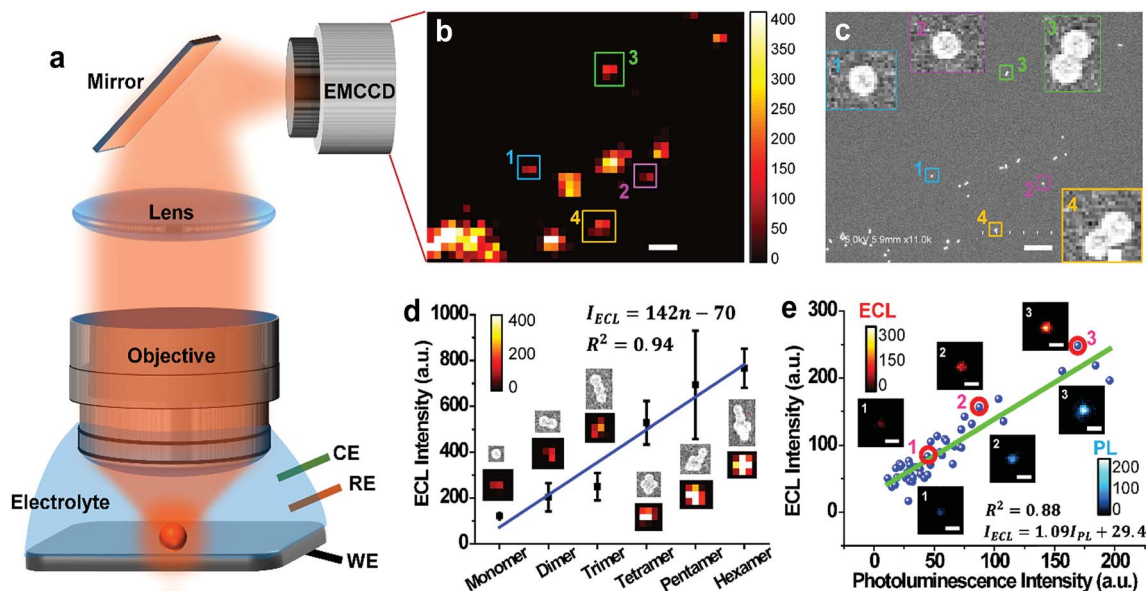 a
Mirror
EMCCD
Lens
Objective
CE
RE
Electrolyte
WE
b
3
1
2
4
400
350
300
250
200
150
100
50
0
c
1
2
3
3
1
2
4
4
5.0kV 5.9mm x11.0k
d
ECL Intensity (a.u.)
1000
800
600
400
200
0
400
200
0
I_ECL = 142n − 70
R² = 0.94
Monomer
Dimer
Trimer
Tetramer
Pentamer
Hexamer
e
ECL Intensity (a.u.)
300
200
100
0
ECL
300
150
0
1
2
3
1
2
3
1
2
3
PL
200
100
0
R² = 0.88
I_ECL = 1.09I_PL + 29.4
0
50
100
150
200
Photoluminescence Intensity (a.u.)